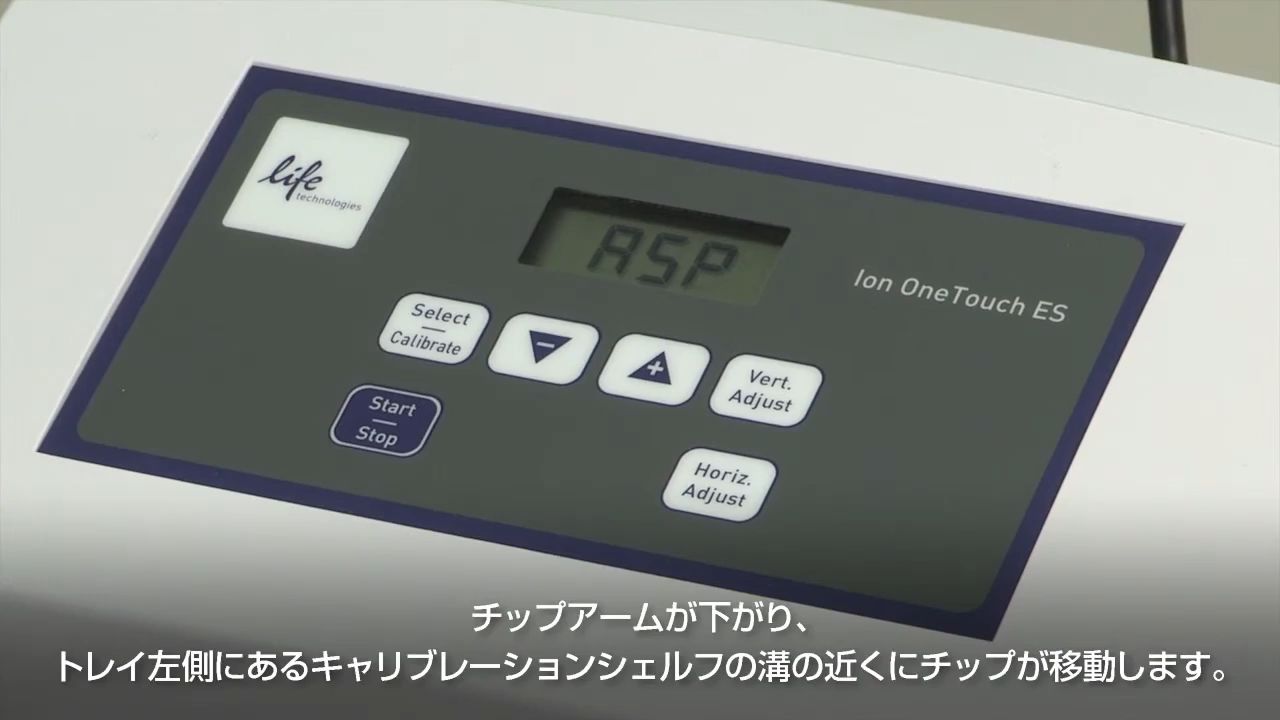 life
technologies
ASP
Ion OneTouch ES
Select
Calibrate
Vert.
Adjust
Start
Stop
Horiz.
Adjust
チップアームが下がり、
トレイ左側にあるキャリブレーションシェルフの溝の近くにチップが移動します。